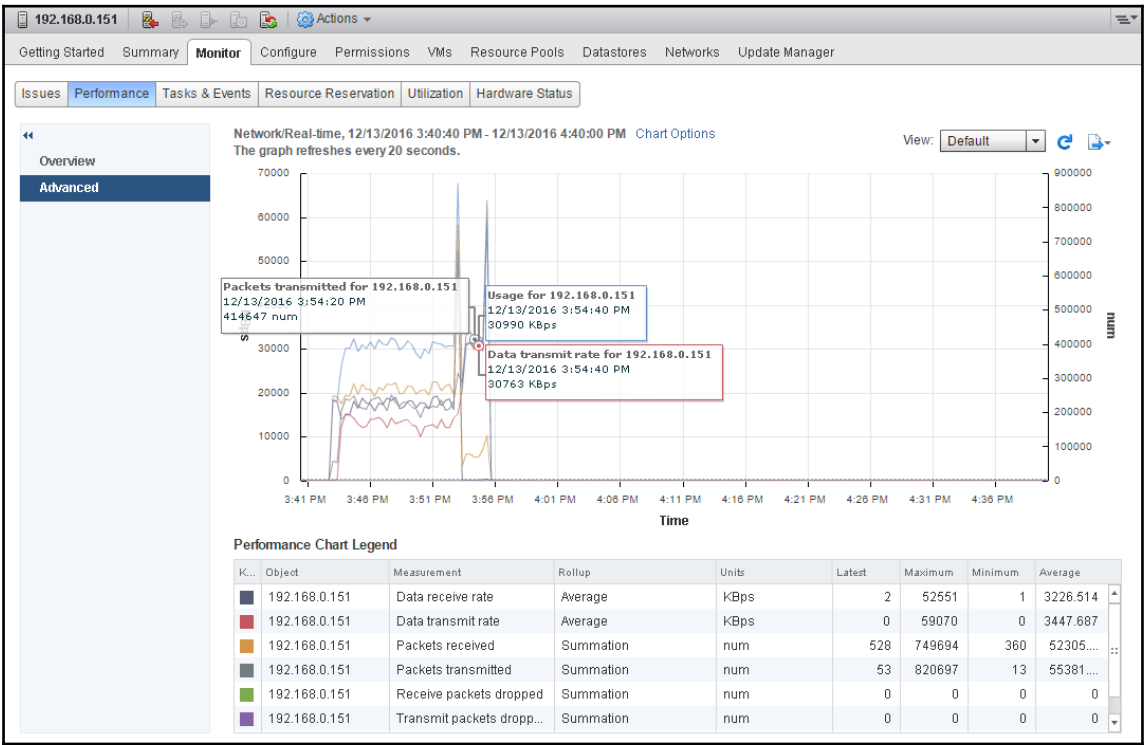 192.168.0.151 Actions
Getting Started Summary Monitor Configure Permissions VMs Resource Pools Datastores Networks Update Manager
Issues Performance Tasks & Events Resource Reservation Utilization Hardware Status
Overview
Advanced
Network/Real-time, 12/13/2016 3:40:40 PM - 12/13/2016 4:40:00 PM Chart Options
The graph refreshes every 20 seconds.
View: Default
70000
60000
50000
30000
20000
10000
0
900000
800000
700000
600000
500000
400000
300000
200000
100000
0
num
Packets transmitted for 192.168.0.151
12/13/2016 3:54:20 PM
414647 num
Usage for 192.168.0.151
12/13/2016 3:54:40 PM
30990 KBps
Data transmit rate for 192.168.0.151
12/13/2016 3:54:40 PM
30763 KBps
3:41 PM 3:46 PM 3:51 PM 3:56 PM 4:01 PM 4:06 PM 4:11 PM 4:16 PM 4:21 PM 4:26 PM 4:31 PM 4:36 PM
Time
Performance Chart Legend
K... Object Measurement Rollup Units Latest Maximum Minimum Average
192.168.0.151 Data receive rate Average KBps 2 52551 1 3226.514
192.168.0.151 Data transmit rate Average KBps 0 59070 0 3447.687
192.168.0.151 Packets received Summation num 528 749694 360 52305....
192.168.0.151 Packets transmitted Summation num 53 820697 13 55381....
192.168.0.151 Receive packets dropped Summation num 0 0 0 0
192.168.0.151 Transmit packets dropp... Summation num 0 0 0 0